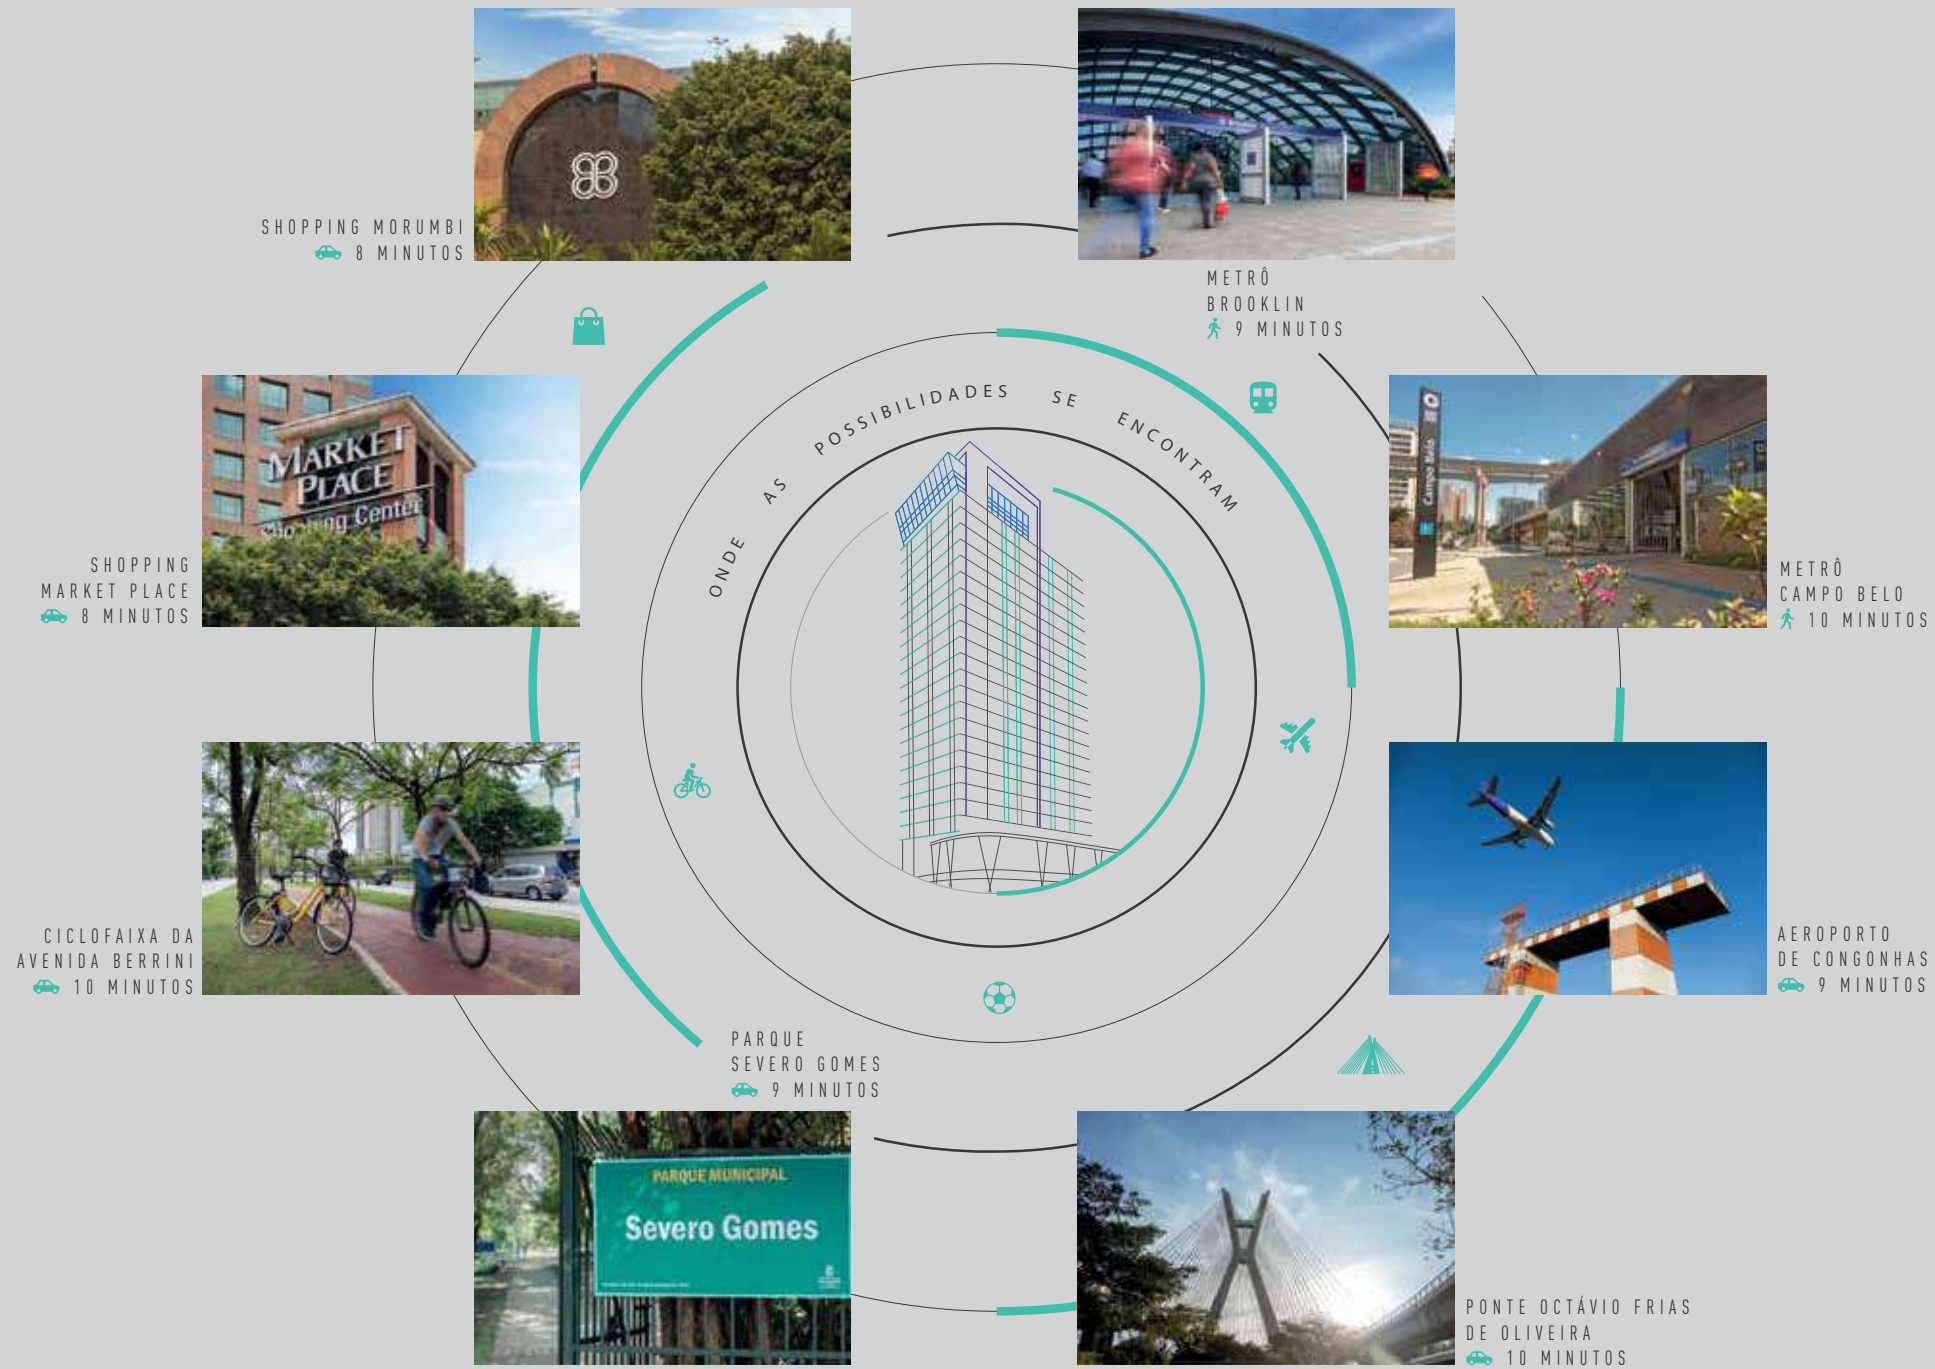 SHOPPING MORUMBI
8 MINUTOS
METRÔ
BROOKLIN
9 MINUTOS
ONDE AS POSSIBILIDADES SE ENCONTRAM
MARKET
PLACE
Shopping Center
SHOPPING
MARKET PLACE
8 MINUTOS
Campo Belo
METRÔ
CAMPO BELO
10 MINUTOS
CICLOFAIXA DA
AVENIDA BERRINI
10 MINUTOS
AEROPORTO
DE CONGONHAS
9 MINUTOS
PARQUE
SEVERO GOMES
9 MINUTOS
PARQUE MUNICIPAL
Severo Gomes
PONTE OCTÁVIO FRIAS
DE OLIVEIRA
10 MINUTOS